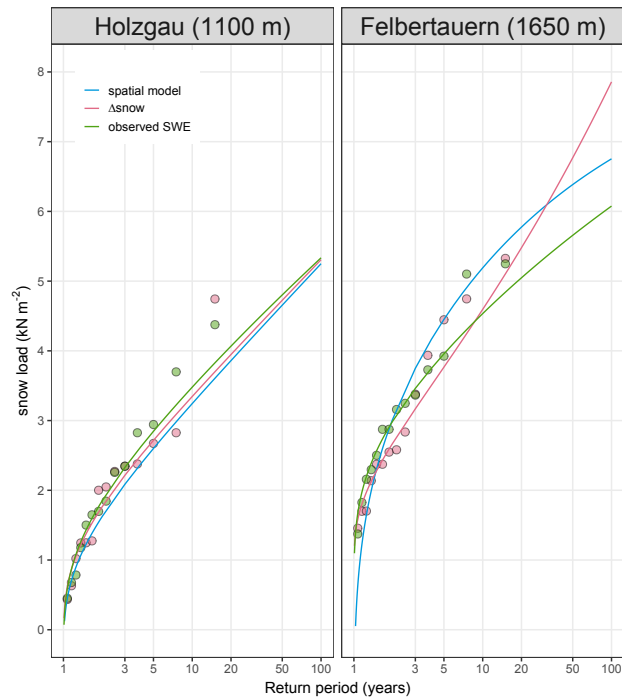 Holzgau (1100 m)
Felbertauern (1650 m)
spatial model
Δsnow
observed SWE
snow load (kN m⁻²)
8
7
6
5
4
3
2
1
0
1 3 5 10 20 50 100
1 3 5 10 20 50 100
Return period (years)